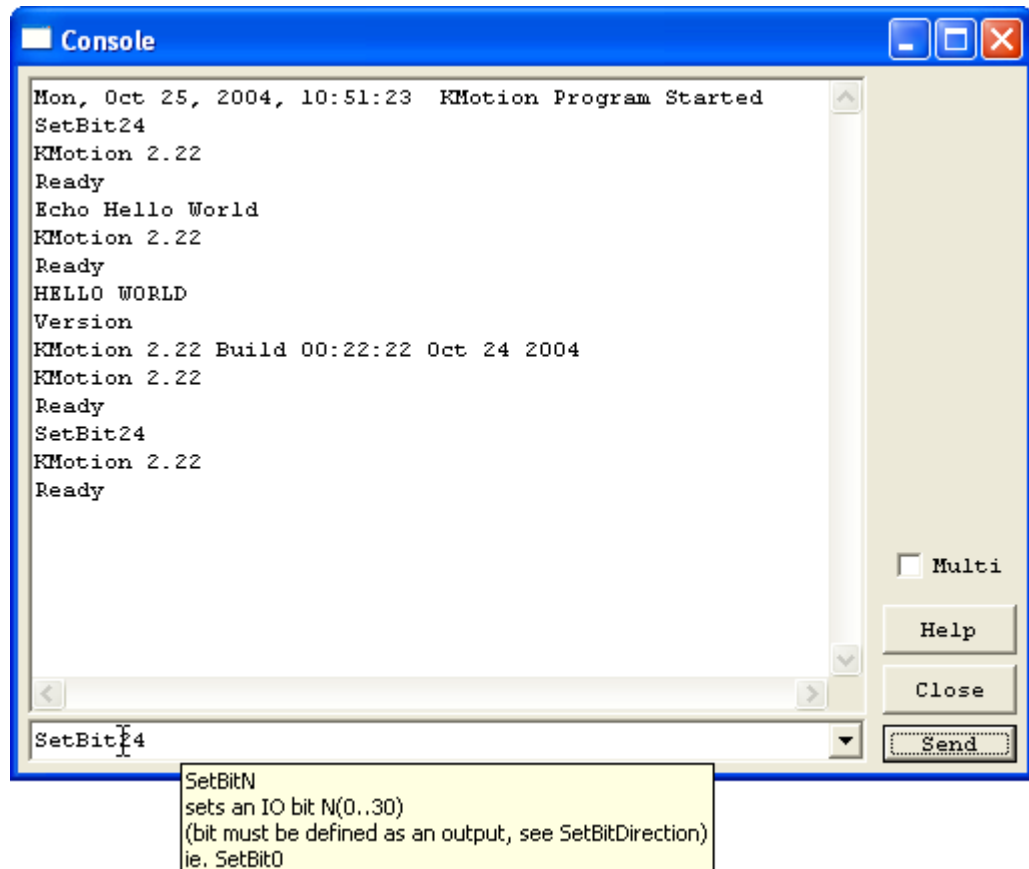 Console
Mon, Oct 25, 2004, 10:51:23  KMotion Program Started
SetBit24
KMotion 2.22
Ready
Echo Hello World
KMotion 2.22
Ready
HELLO WORLD
Version
KMotion 2.22 Build 00:22:22 Oct 24 2004
KMotion 2.22
Ready
SetBit24
KMotion 2.22
Ready
Multi
Help
Close
SetBit24
Send
SetBitN
sets an IO bit N(0..30)
(bit must be defined as an output, see SetBitDirection)
ie. SetBit0